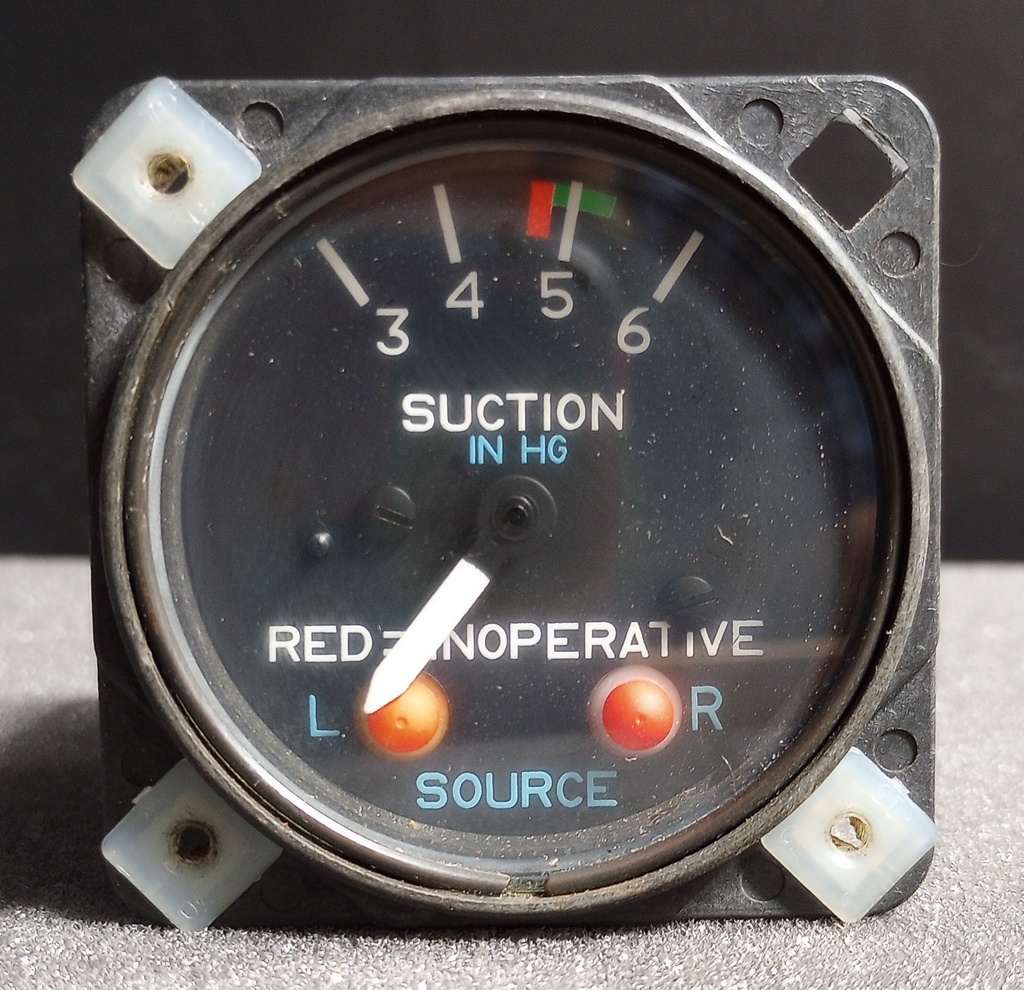 3 4 5 6
SUCTION
IN HG
RED = INOPERATIVE
L R
SOURCE